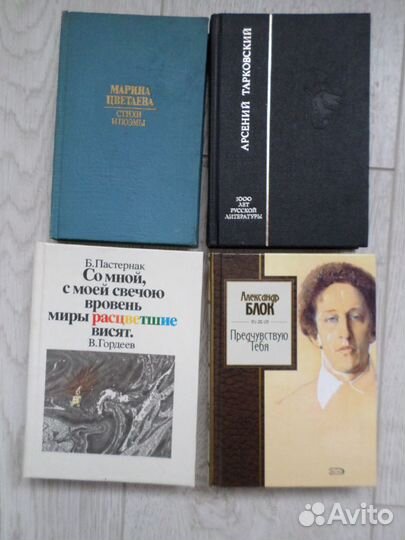 МАРИНА
ЦВЕТАЕВА
СТИХИ
И ПОЭМЫ
АРСЕНИЙ ТАРКОВСКИЙ
1000
ЛЕТ
РУССКОЙ
ЛИТЕРАТУРЫ
Б. Пастернак
Со мной,
с моей свечою
вровень
миры расцветшие
висят.
В. Гордеев
Александр
БЛОК
Предчувствую
Тебя
Avito